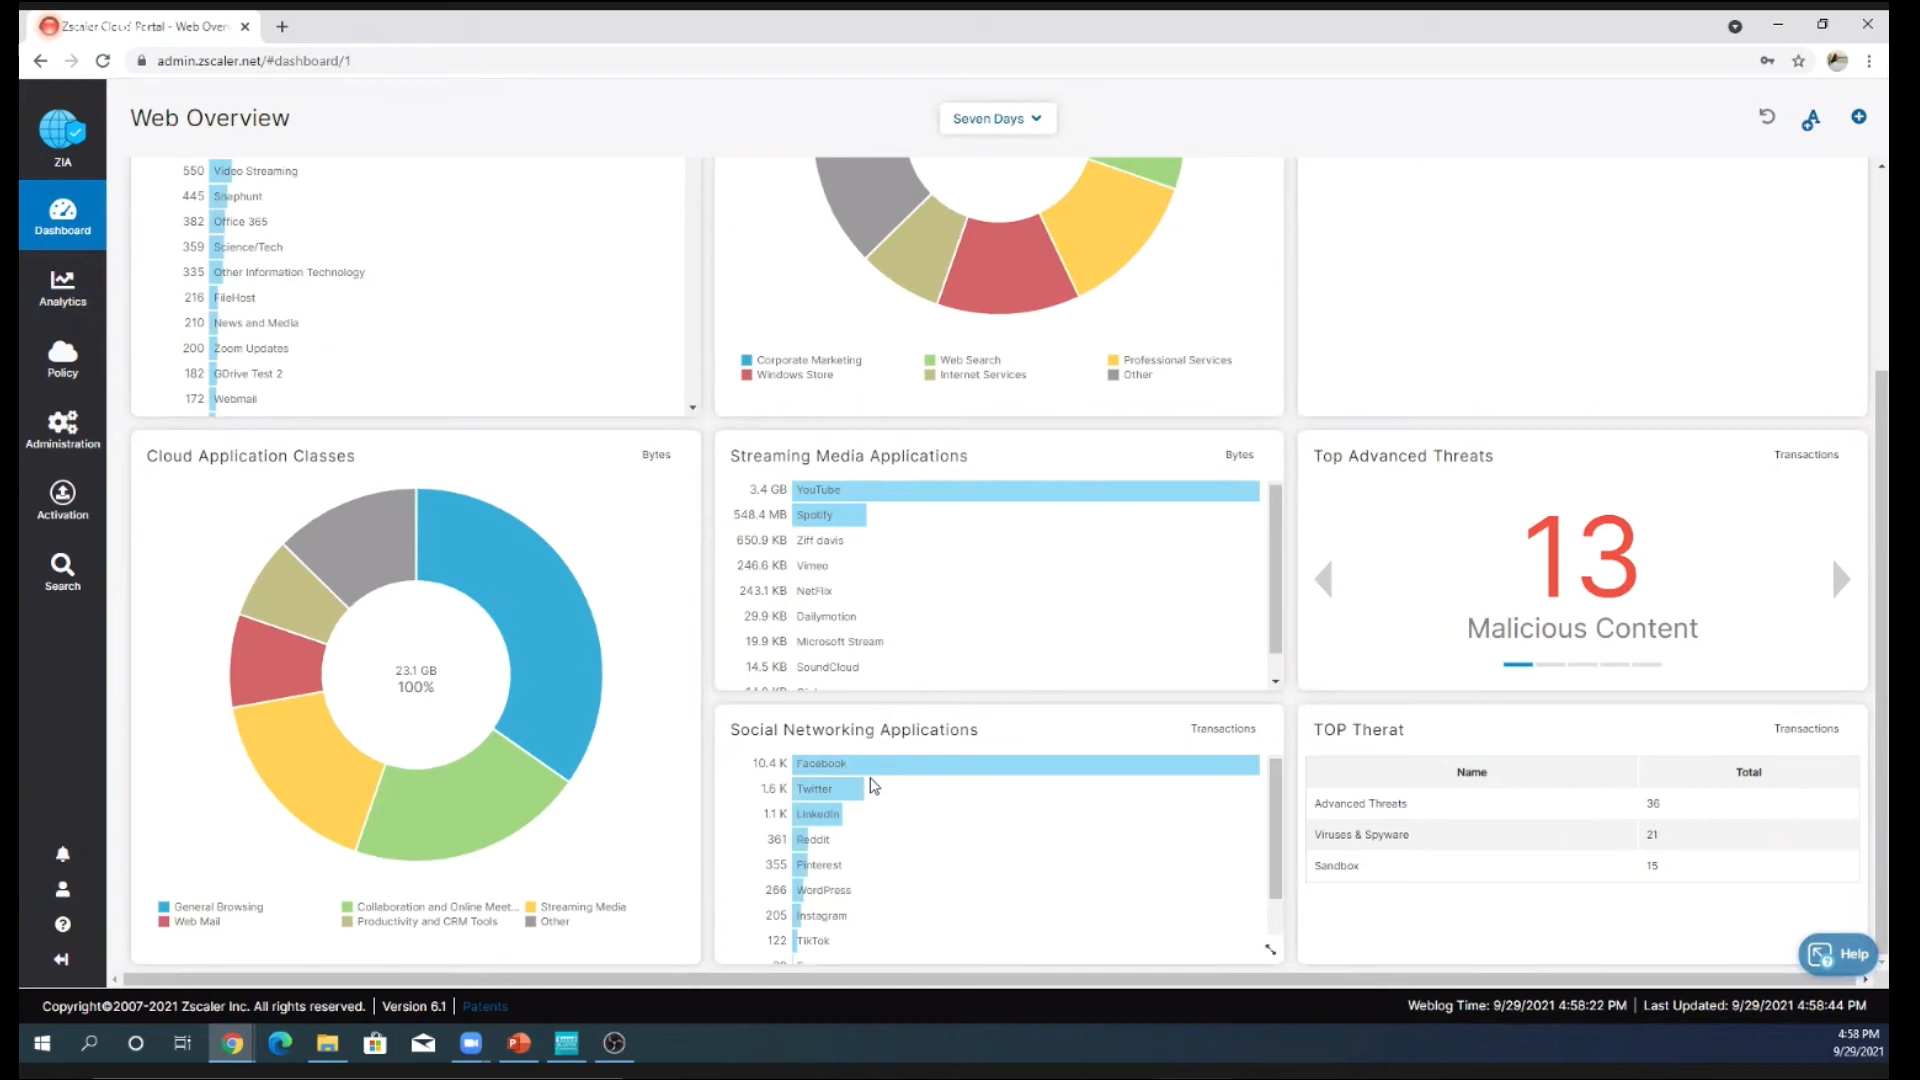 Zscaler Cloud Portal - Web Over
admin.zscaler.net/#dashboard/1
ZIA
Dashboard
Analytics
Policy
Administration
Activation
Search
Web Overview
Seven Days
550 Video Streaming
445 Snaphunt
382 Office 365
359 Science/Tech
335 Other Information Technology
216 FileHost
210 News and Media
200 Zoom Updates
182 GDrive Test 2
172 Webmail
Corporate Marketing Web Search Professional Services
Windows Store Internet Services Other
Cloud Application Classes Bytes
23.1 GB
100%
General Browsing Collaboration and Online Meet... Streaming Media
Web Mail Productivity and CRM Tools Other
Streaming Media Applications Bytes
3.4 GB YouTube
548.4 MB Spotify
650.9 KB Ziff davis
246.6 KB Vimeo
243.1 KB NetFlix
29.9 KB Dailymotion
19.9 KB Microsoft Stream
14.5 KB SoundCloud
Top Advanced Threats Transactions
13
Malicious Content
Social Networking Applications Transactions
10.4 K Facebook
1.6 K Twitter
1.1 K LinkedIn
361 Reddit
355 Pinterest
266 WordPress
205 Instagram
122 TikTok
TOP Therat Transactions
Name Total
Advanced Threats 36
Viruses & Spyware 21
Sandbox 15
Help
Copyright©2007-2021 Zscaler Inc. All rights reserved. | Version 6.1 | Patents
Weblog Time: 9/29/2021 4:58:22 PM | Last Updated: 9/29/2021 4:58:44 PM
4:58 PM
9/29/2021